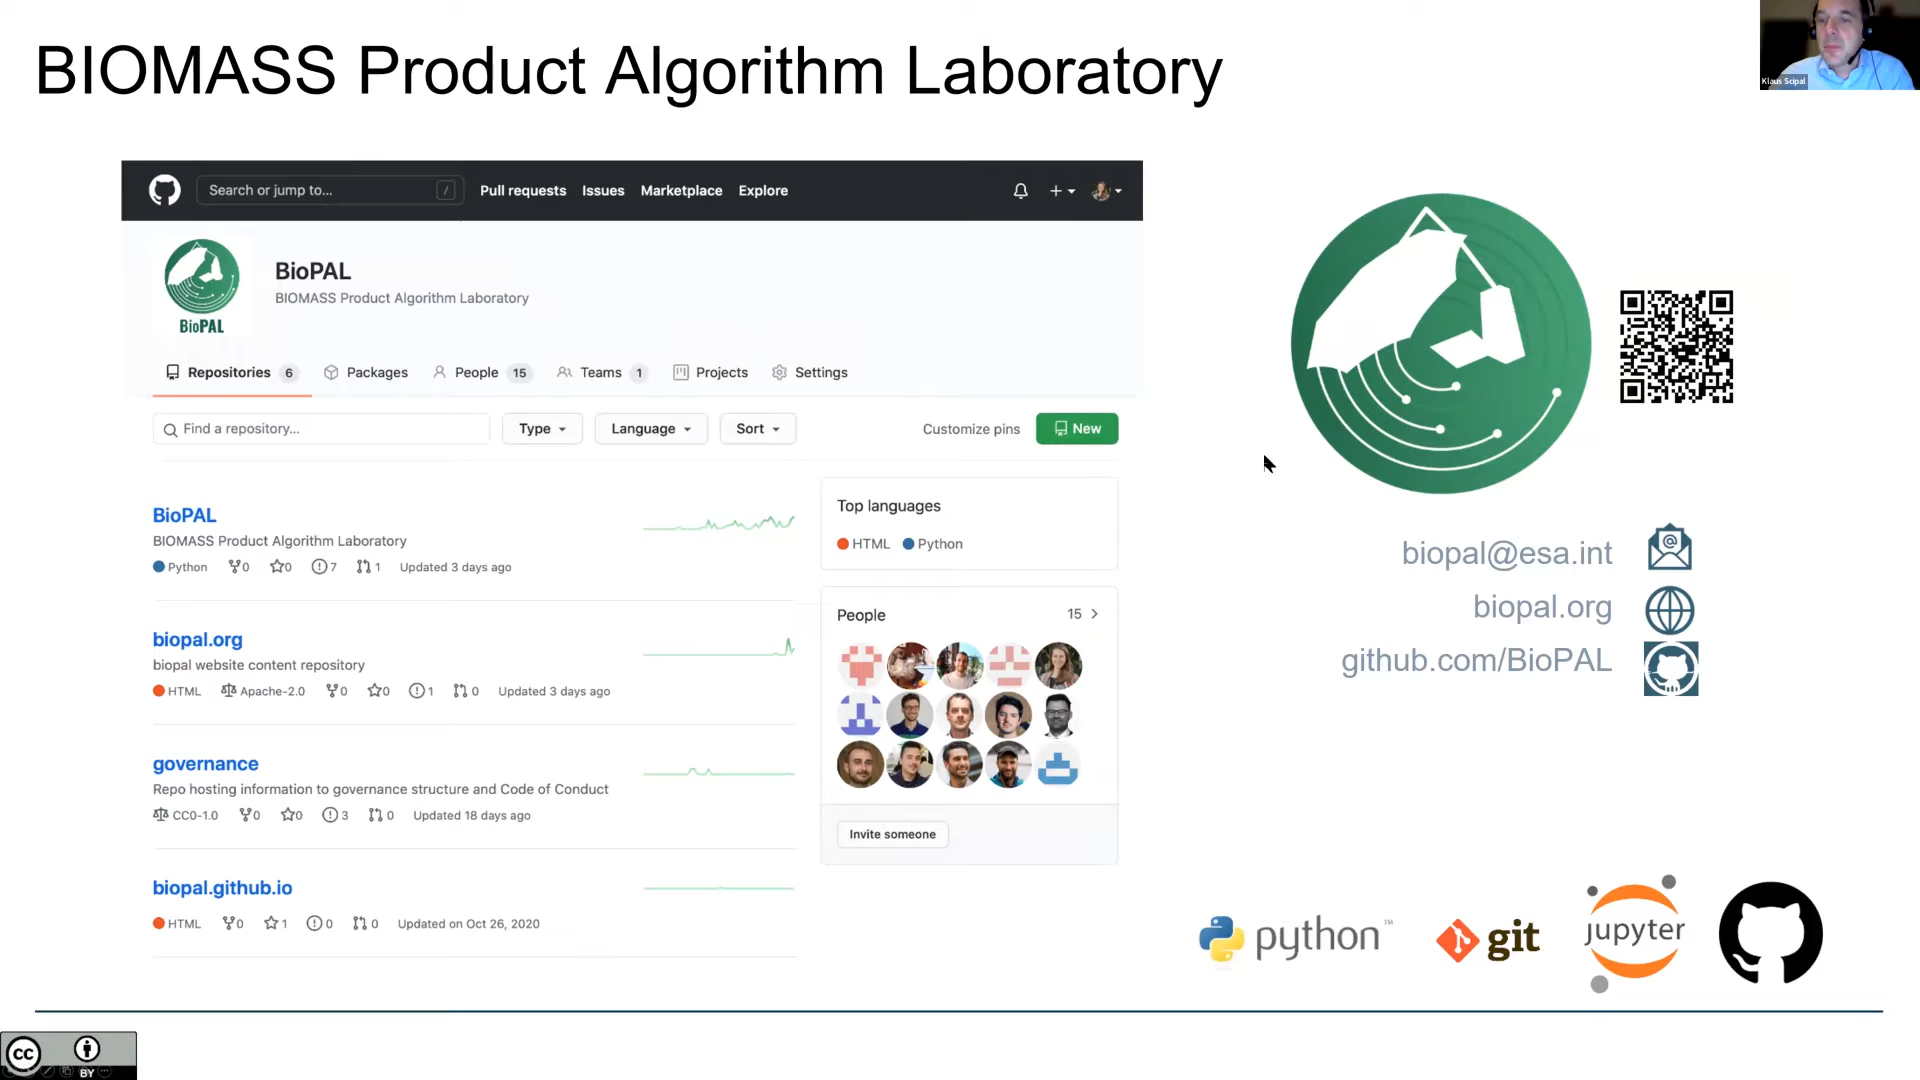 BIOMASS Product Algorithm Laboratory
Klaus Scipal
Search or jump to... /
Pull requests Issues Marketplace Explore
BioPAL
BioPAL
BIOMASS Product Algorithm Laboratory
Repositories 6 Packages People 15 Teams 1 Projects Settings
Find a repository... Type Language Sort Customize pins New
BioPAL
BIOMASS Product Algorithm Laboratory
Python 0 0 7 1 Updated 3 days ago
biopal.org
biopal website content repository
HTML Apache-2.0 0 0 1 0 Updated 3 days ago
governance
Repo hosting information to governance structure and Code of Conduct
CC0-1.0 0 0 3 0 Updated 18 days ago
biopal.github.io
HTML 0 1 0 0 Updated on Oct 26, 2020
Top languages
HTML Python
People 15
Invite someone
biopal@esa.int
biopal.org
github.com/BioPAL
python™
git
jupyter
cc
BY